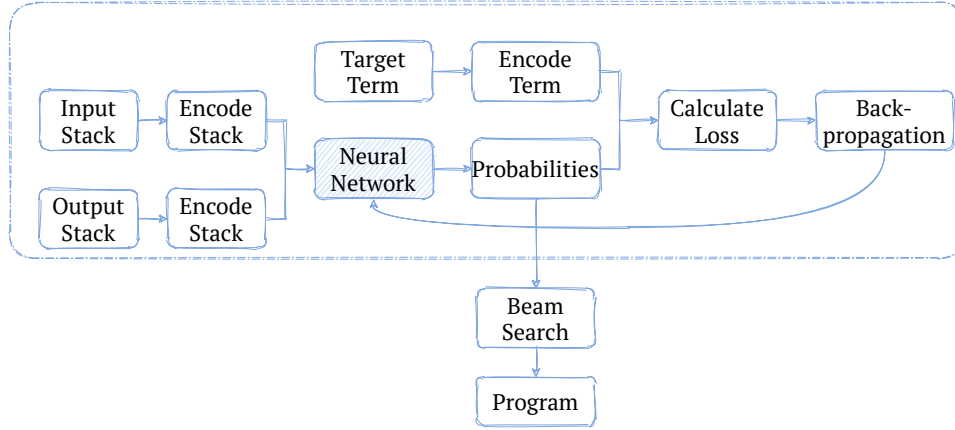 Target
Term
Encode
Term
Input
Stack
Encode
Stack
Calculate
Loss
Back-
propagation
Neural
Network
Probabilities
Output
Stack
Encode
Stack
Beam
Search
Program